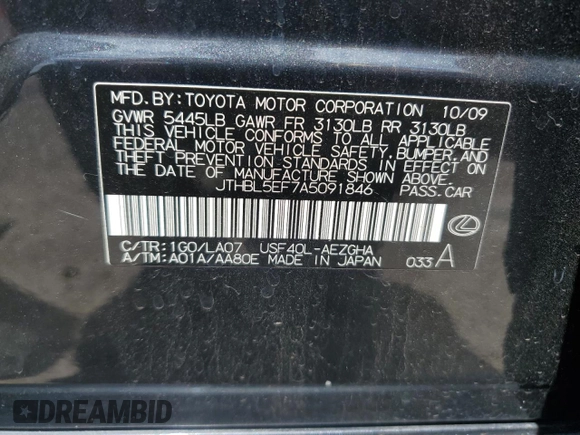 MFD. BY: TOYOTA MOTOR CORPORATION 10/09
GVWR 5445LB GAWR FR 3130LB RR 3130LB
THIS VEHICLE CONFORMS TO ALL APPLICABLE
FEDERAL MOTOR VEHICLE SAFETY, BUMPER, AND
THEFT PREVENTION STANDARDS IN EFFECT ON
THE DATE OF MANUFACTURE SHOWN ABOVE.
JTHBL5EF7A5091846 PASS. CAR
C/TR: 1G0/LA07 USF40L-AEZGHA
A/TM: A01A/AA80E MADE IN JAPAN 033 A
DREAMBID